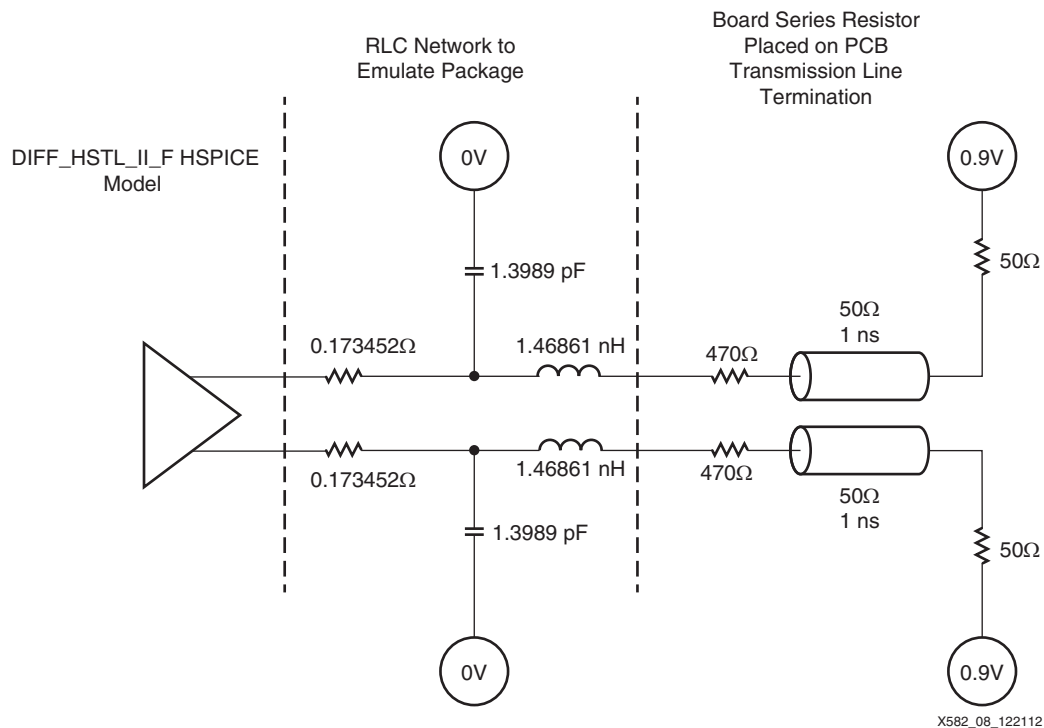 Board Series Resistor
Placed on PCB
Transmission Line
Termination
RLC Network to
Emulate Package
DIFF_HSTL_II_F HSPICE
Model
0V
0.9V
1.3989 pF
50Ω
50Ω
1 ns
0.173452Ω
1.46861 nH
470Ω
0.173452Ω
1.46861 nH
470Ω
50Ω
1 ns
1.3989 pF
50Ω
0V
0.9V
X582_08_122112